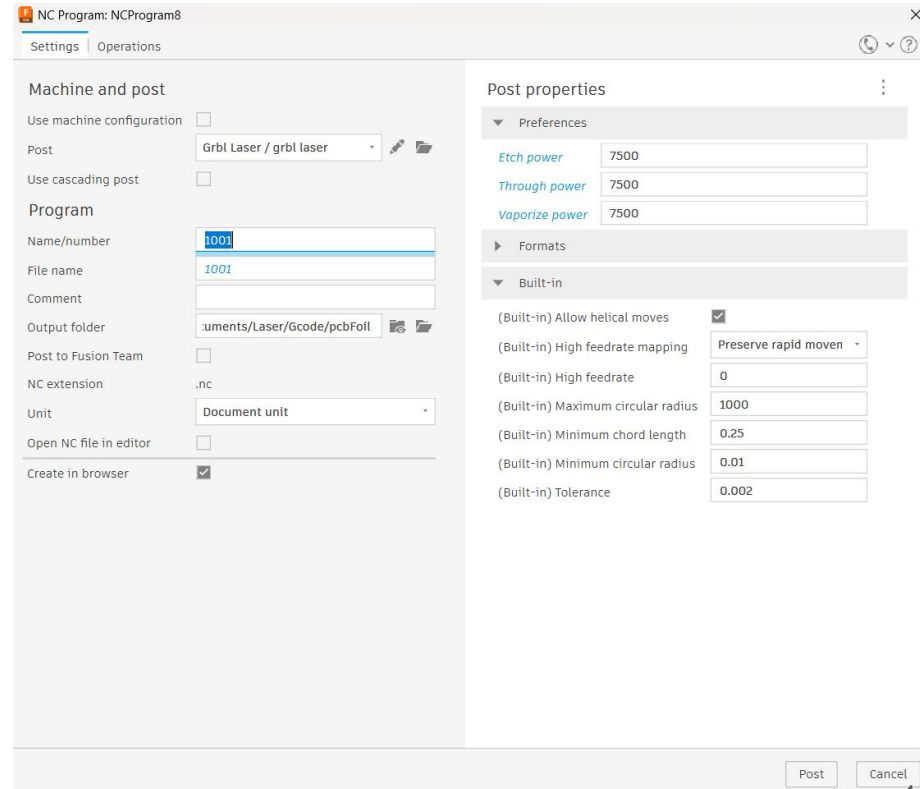 NC Program: NCProgram8
Settings Operations
Machine and post
Use machine configuration
Post Grbl Laser / grbl laser
Use cascading post
Program
Name/number 1001
File name 1001
Comment
Output folder :uments/Laser/Gcode/pcbFoil
Post to Fusion Team
NC extension .nc
Unit Document unit
Open NC file in editor
Create in browser
Post properties
Preferences
Etch power 7500
Through power 7500
Vaporize power 7500
Formats
Built-in
(Built-in) Allow helical moves
(Built-in) High feedrate mapping Preserve rapid movem
(Built-in) High feedrate 0
(Built-in) Maximum circular radius 1000
(Built-in) Minimum chord length 0.25
(Built-in) Minimum circular radius 0.01
(Built-in) Tolerance 0.002
Post Cancel